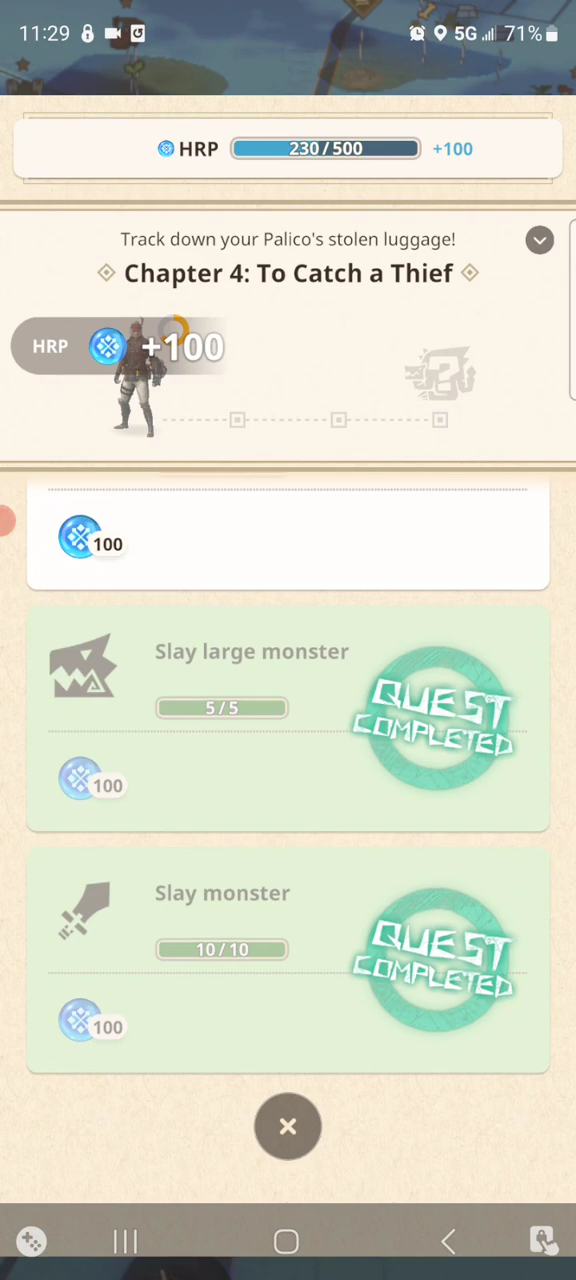 11:29
5G 71%
HRP 230/500 +100
Track down your Palico's stolen luggage!
Chapter 4: To Catch a Thief
HRP +100
100
Slay large monster
5/5
QUEST
COMPLETED
100
Slay monster
10/10
QUEST
COMPLETED
100